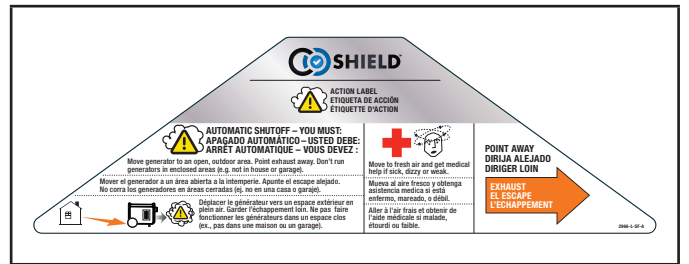 CO SHIELD™
ACTION LABEL
ETIQUETA DE ACCIÓN
ÉTIQUETTE D'ACTION
AUTOMATIC SHUTOFF – YOU MUST:
APAGADO AUTOMÁTICO – USTED DEBE:
ARRÊT AUTOMATIQUE – VOUS DEVEZ :
Move generator to an open, outdoor area. Point exhaust away. Don't run
generators in enclosed areas (e.g. not in house or garage).
Mover el generador a un área abierta a la intemperie. Apunte el escape alejado.
No corra los generadores en áreas cerradas (ej. no en una casa o garaje).
Déplacer le générateur vers un espace extérieur en
plein air. Garder l'échappement loin. Ne pas faire
fonctionner les générateurs dans un espace clos
(ex., pas dans une maison ou un garage).
Move to fresh air and get medical
help if sick, dizzy or weak.
Mueva al aire fresco y obtenga
asistencia medica si está
enfermo, mareado, o débil.
Aller à l'air frais et obtenir de
l'aide médicale si malade,
étourdi ou faible.
POINT AWAY
DIRIJA ALEJADO
DIRIGER LOIN
EXHAUST
EL ESCAPE
L'ÉCHAPPEMENT